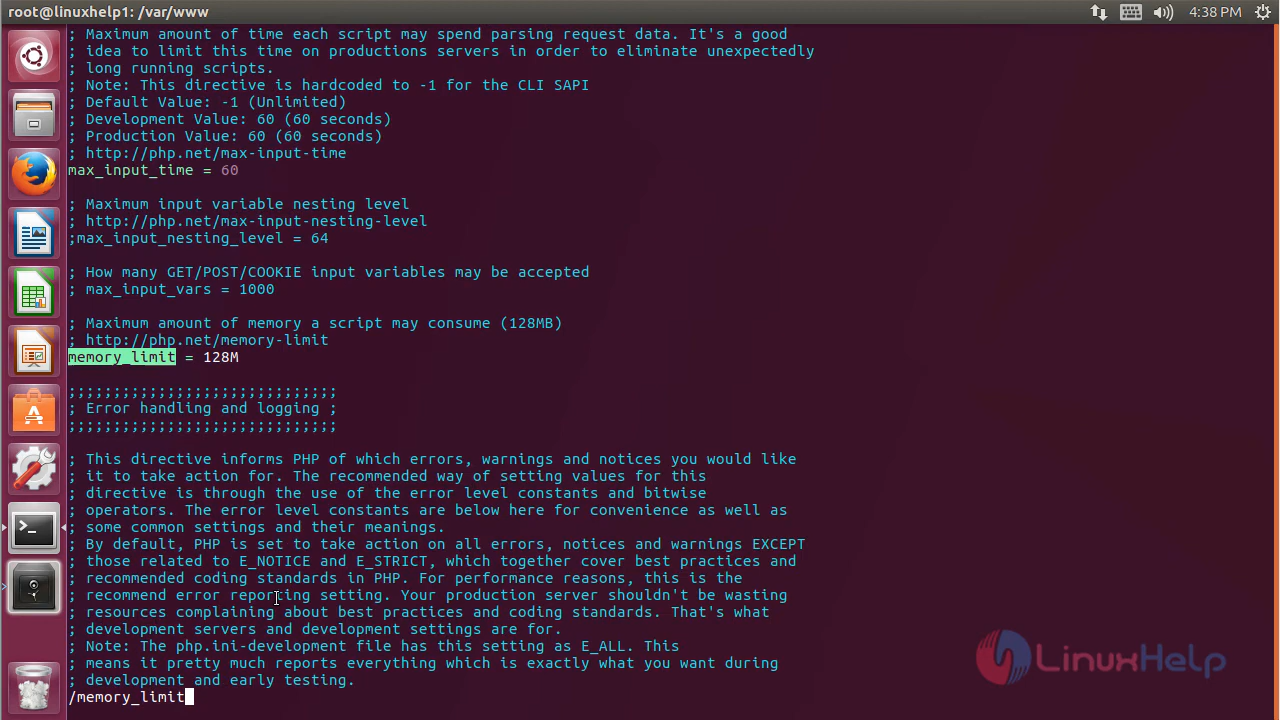 root@linuxhelp1: /var/www
4:38 PM
; Maximum amount of time each script may spend parsing request data. It's a good
; idea to limit this time on productions servers in order to eliminate unexpectedly
; long running scripts.
; Note: This directive is hardcoded to -1 for the CLI SAPI
; Default Value: -1 (Unlimited)
; Development Value: 60 (60 seconds)
; Production Value: 60 (60 seconds)
; http://php.net/max-input-time
max_input_time = 60
; Maximum input variable nesting level
; http://php.net/max-input-nesting-level
;max_input_nesting_level = 64
; How many GET/POST/COOKIE input variables may be accepted
; max_input_vars = 1000
; Maximum amount of memory a script may consume (128MB)
; http://php.net/memory-limit
memory_limit = 128M
;;;;;;;;;;;;;;;;;;;;;;;;;;;;;;
; Error handling and logging ;
;;;;;;;;;;;;;;;;;;;;;;;;;;;;;;
; This directive informs PHP of which errors, warnings and notices you would like
; it to take action for. The recommended way of setting values for this
; directive is through the use of the error level constants and bitwise
; operators. The error level constants are below here for convenience as well as
; some common settings and their meanings.
; By default, PHP is set to take action on all errors, notices and warnings EXCEPT
; those related to E_NOTICE and E_STRICT, which together cover best practices and
; recommended coding standards in PHP. For performance reasons, this is the
; recommend error reporting setting. Your production server shouldn't be wasting
; resources complaining about best practices and coding standards. That's what
; development servers and development settings are for.
; Note: The php.ini-development file has this setting as E_ALL. This
; means it pretty much reports everything which is exactly what you want during
; development and early testing.
/memory_limit
LinuxHelp